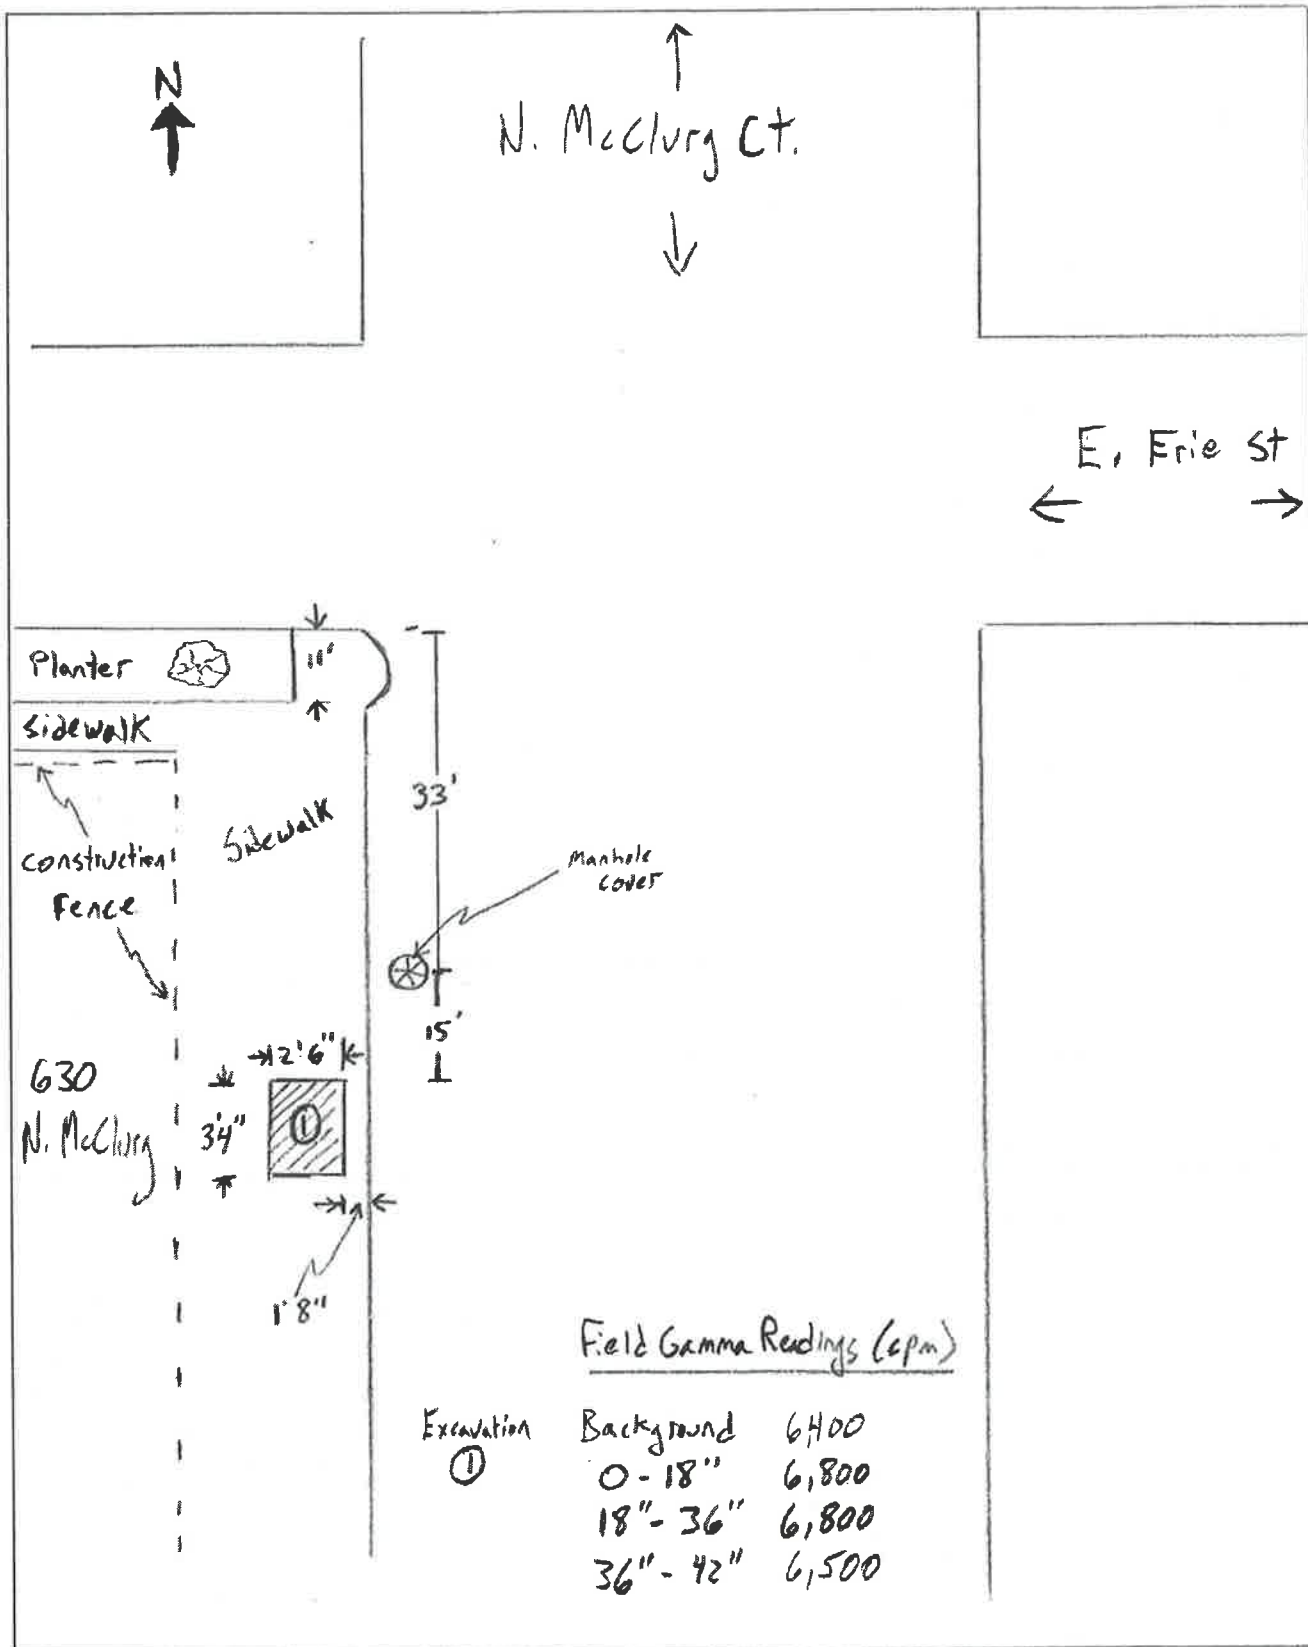 N
N. McClurg Ct.
E. Erie St
Planter
11'
Sidewalk
33'
Sidewalk
Construction
Fence
Manhole
Cover
15'
2'6"
630
N. McClurg
3'4"
1
1'8"
Field Gamma Readings (cpm)
Excavation Background 6,400
1 0-18" 6,800
18"-36" 6,800
36"-42" 6,500